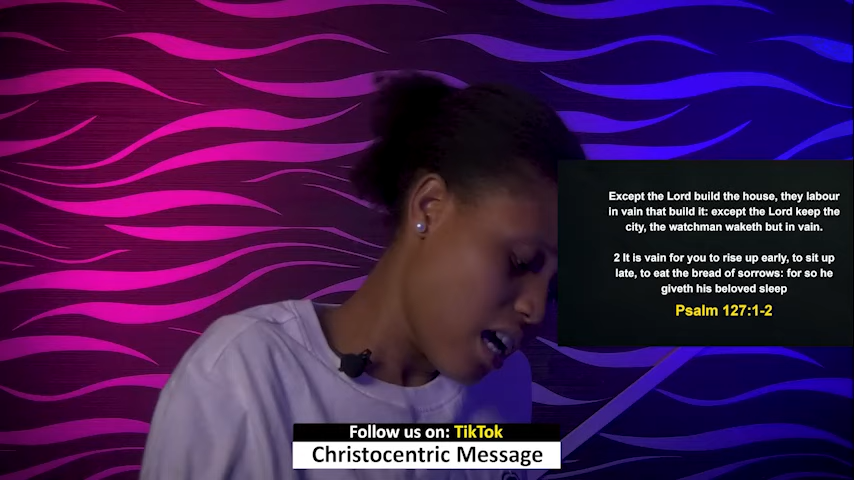 Except the Lord build the house, they labour
in vain that build it: except the Lord keep the
city, the watchman waketh but in vain.
2 It is vain for you to rise up early, to sit up
late, to eat the bread of sorrows: for so he
giveth his beloved sleep
Psalm 127:1-2
Follow us on: TikTok
Christocentric Message